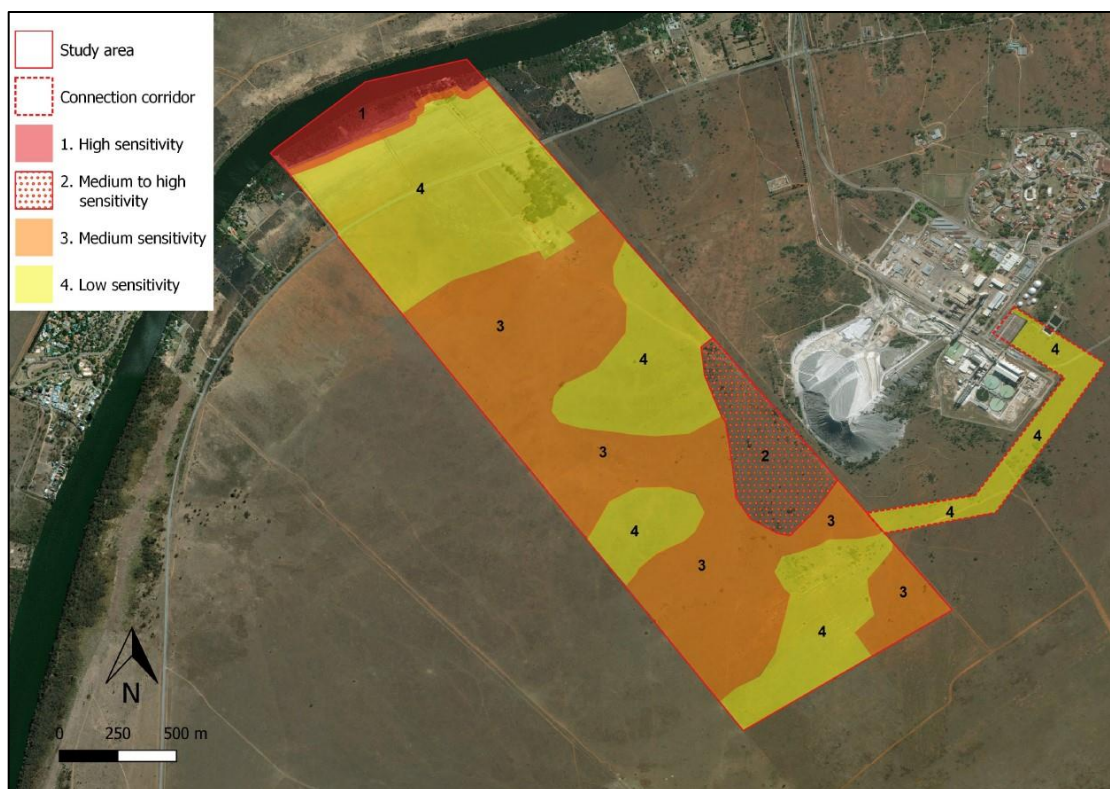 Study area
Connection corridor
1. High sensitivity
2. Medium to high
sensitivity
3. Medium sensitivity
4. Low sensitivity
1
4
3
4
4
3
2
4
4
3
4
3
3
4
N
0 250 500 m